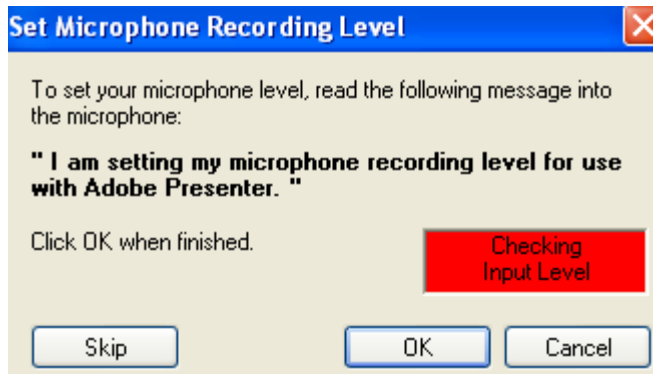 Set Microphone Recording Level
To set your microphone level, read the following message into
the microphone:
" I am setting my microphone recording level for use
with Adobe Presenter. "
Click OK when finished.
Checking
Input Level
Skip
OK
Cancel